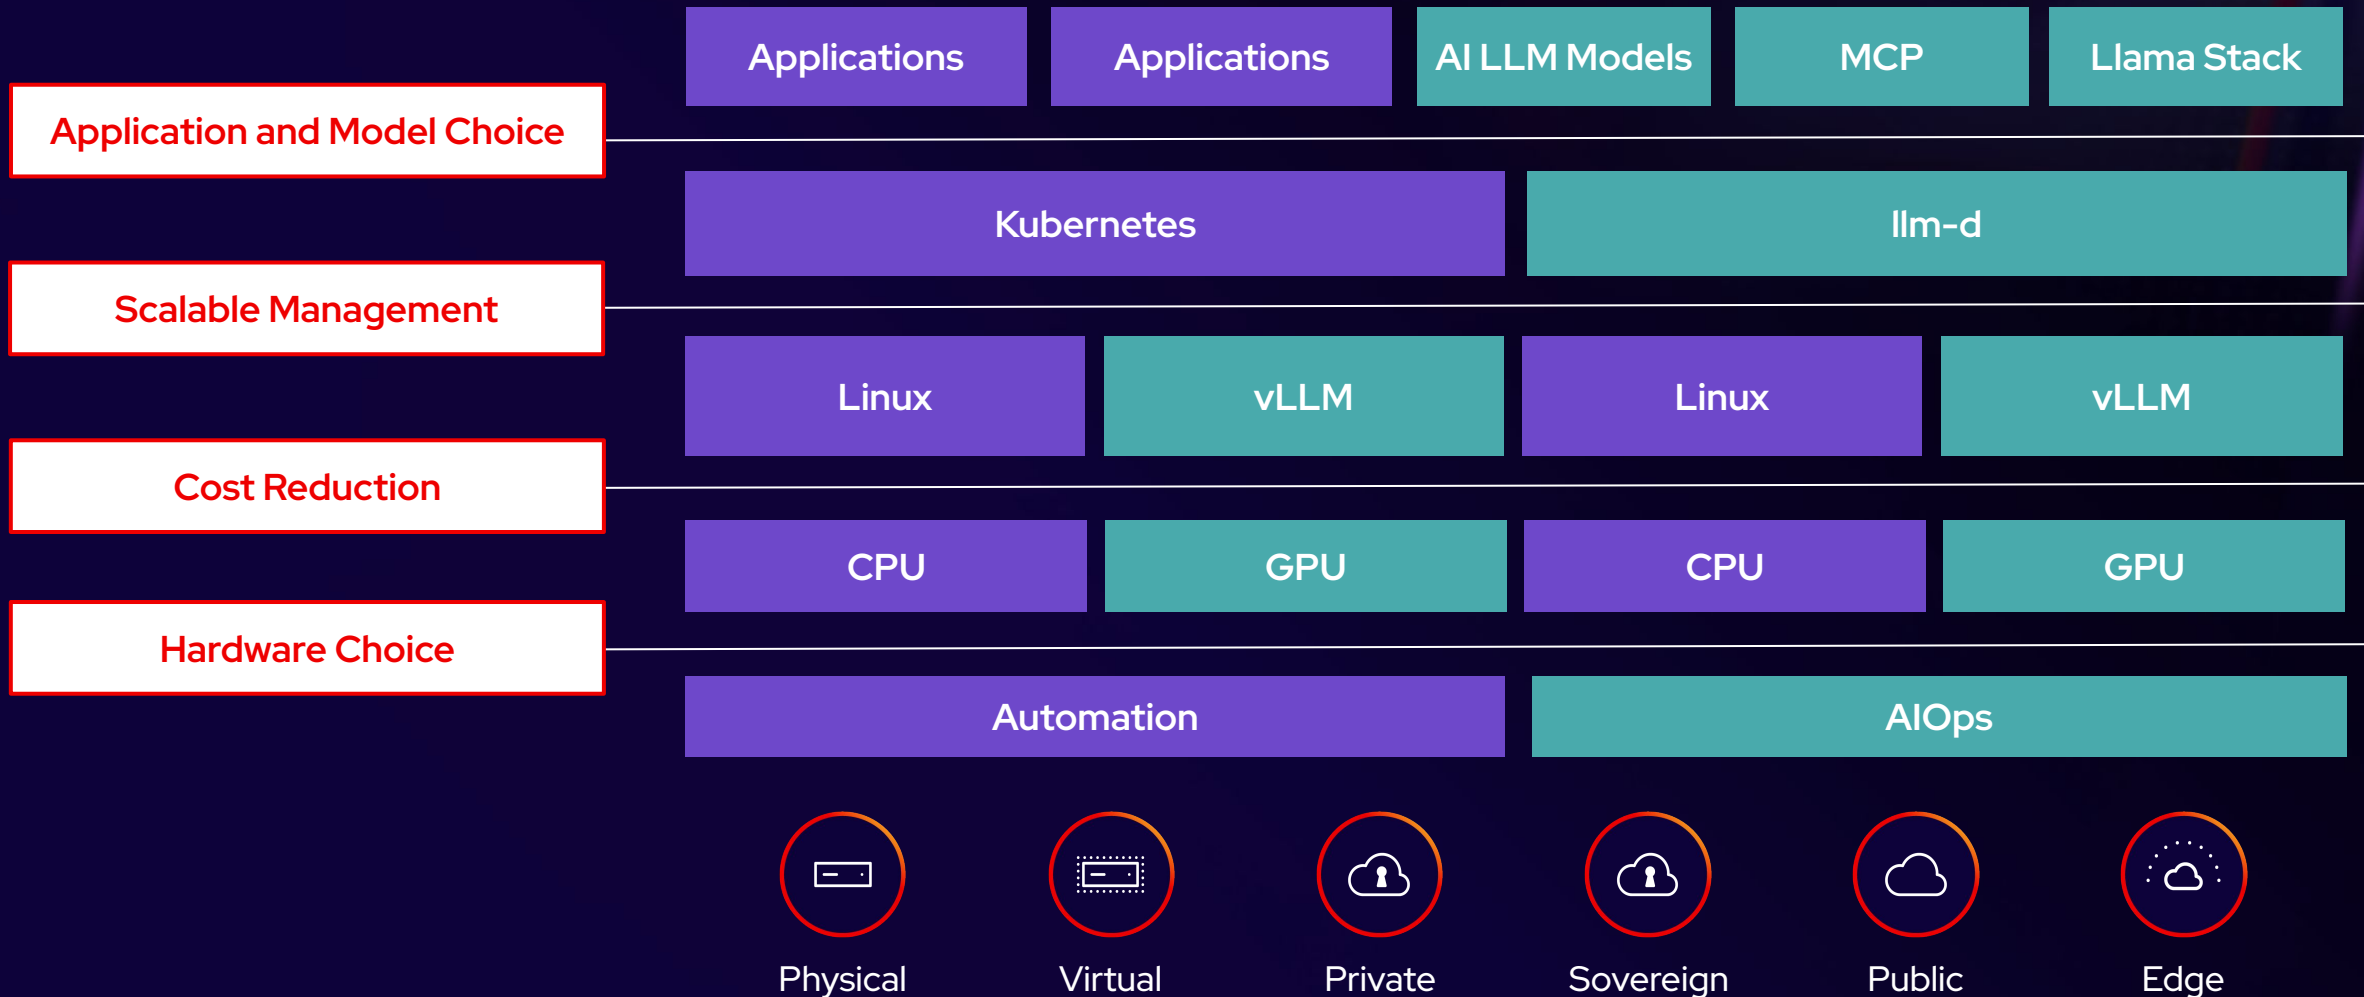 Applications
Applications
AI LLM Models
MCP
Llama Stack
Application and Model Choice
Kubernetes
llm-d
Scalable Management
Linux
vLLM
Linux
vLLM
Cost Reduction
CPU
GPU
CPU
GPU
Hardware Choice
Automation
AIOps
Physical
Virtual
Private
Sovereign
Public
Edge